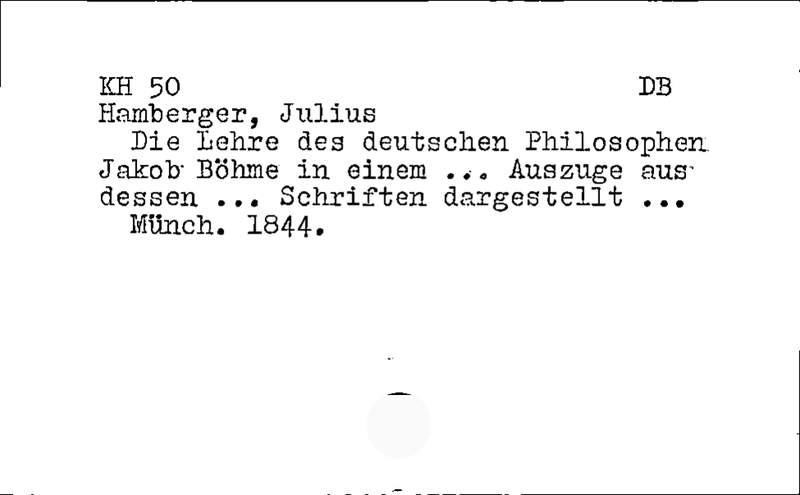 KH 50 DB
Hamberger, Julius
Die Lehre des deutschen Philosophen
Jakob Böhme in einem ... Auszuge aus
dessen ... Schriften dargestellt ...
Münch. 1844.